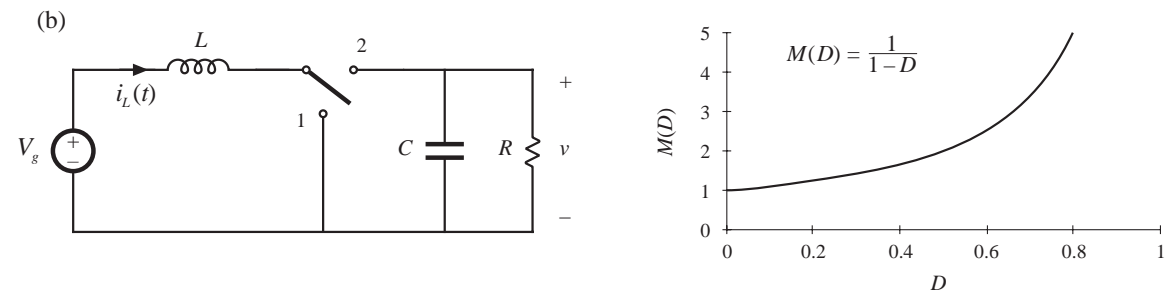 (b)
L
2
i_L(t)
1
V_g
+
−
C
R
+
v
−
M(D) = 1 / (1 − D)
M(D)
5
4
3
2
1
0
0 0.2 0.4 0.6 0.8 1
D